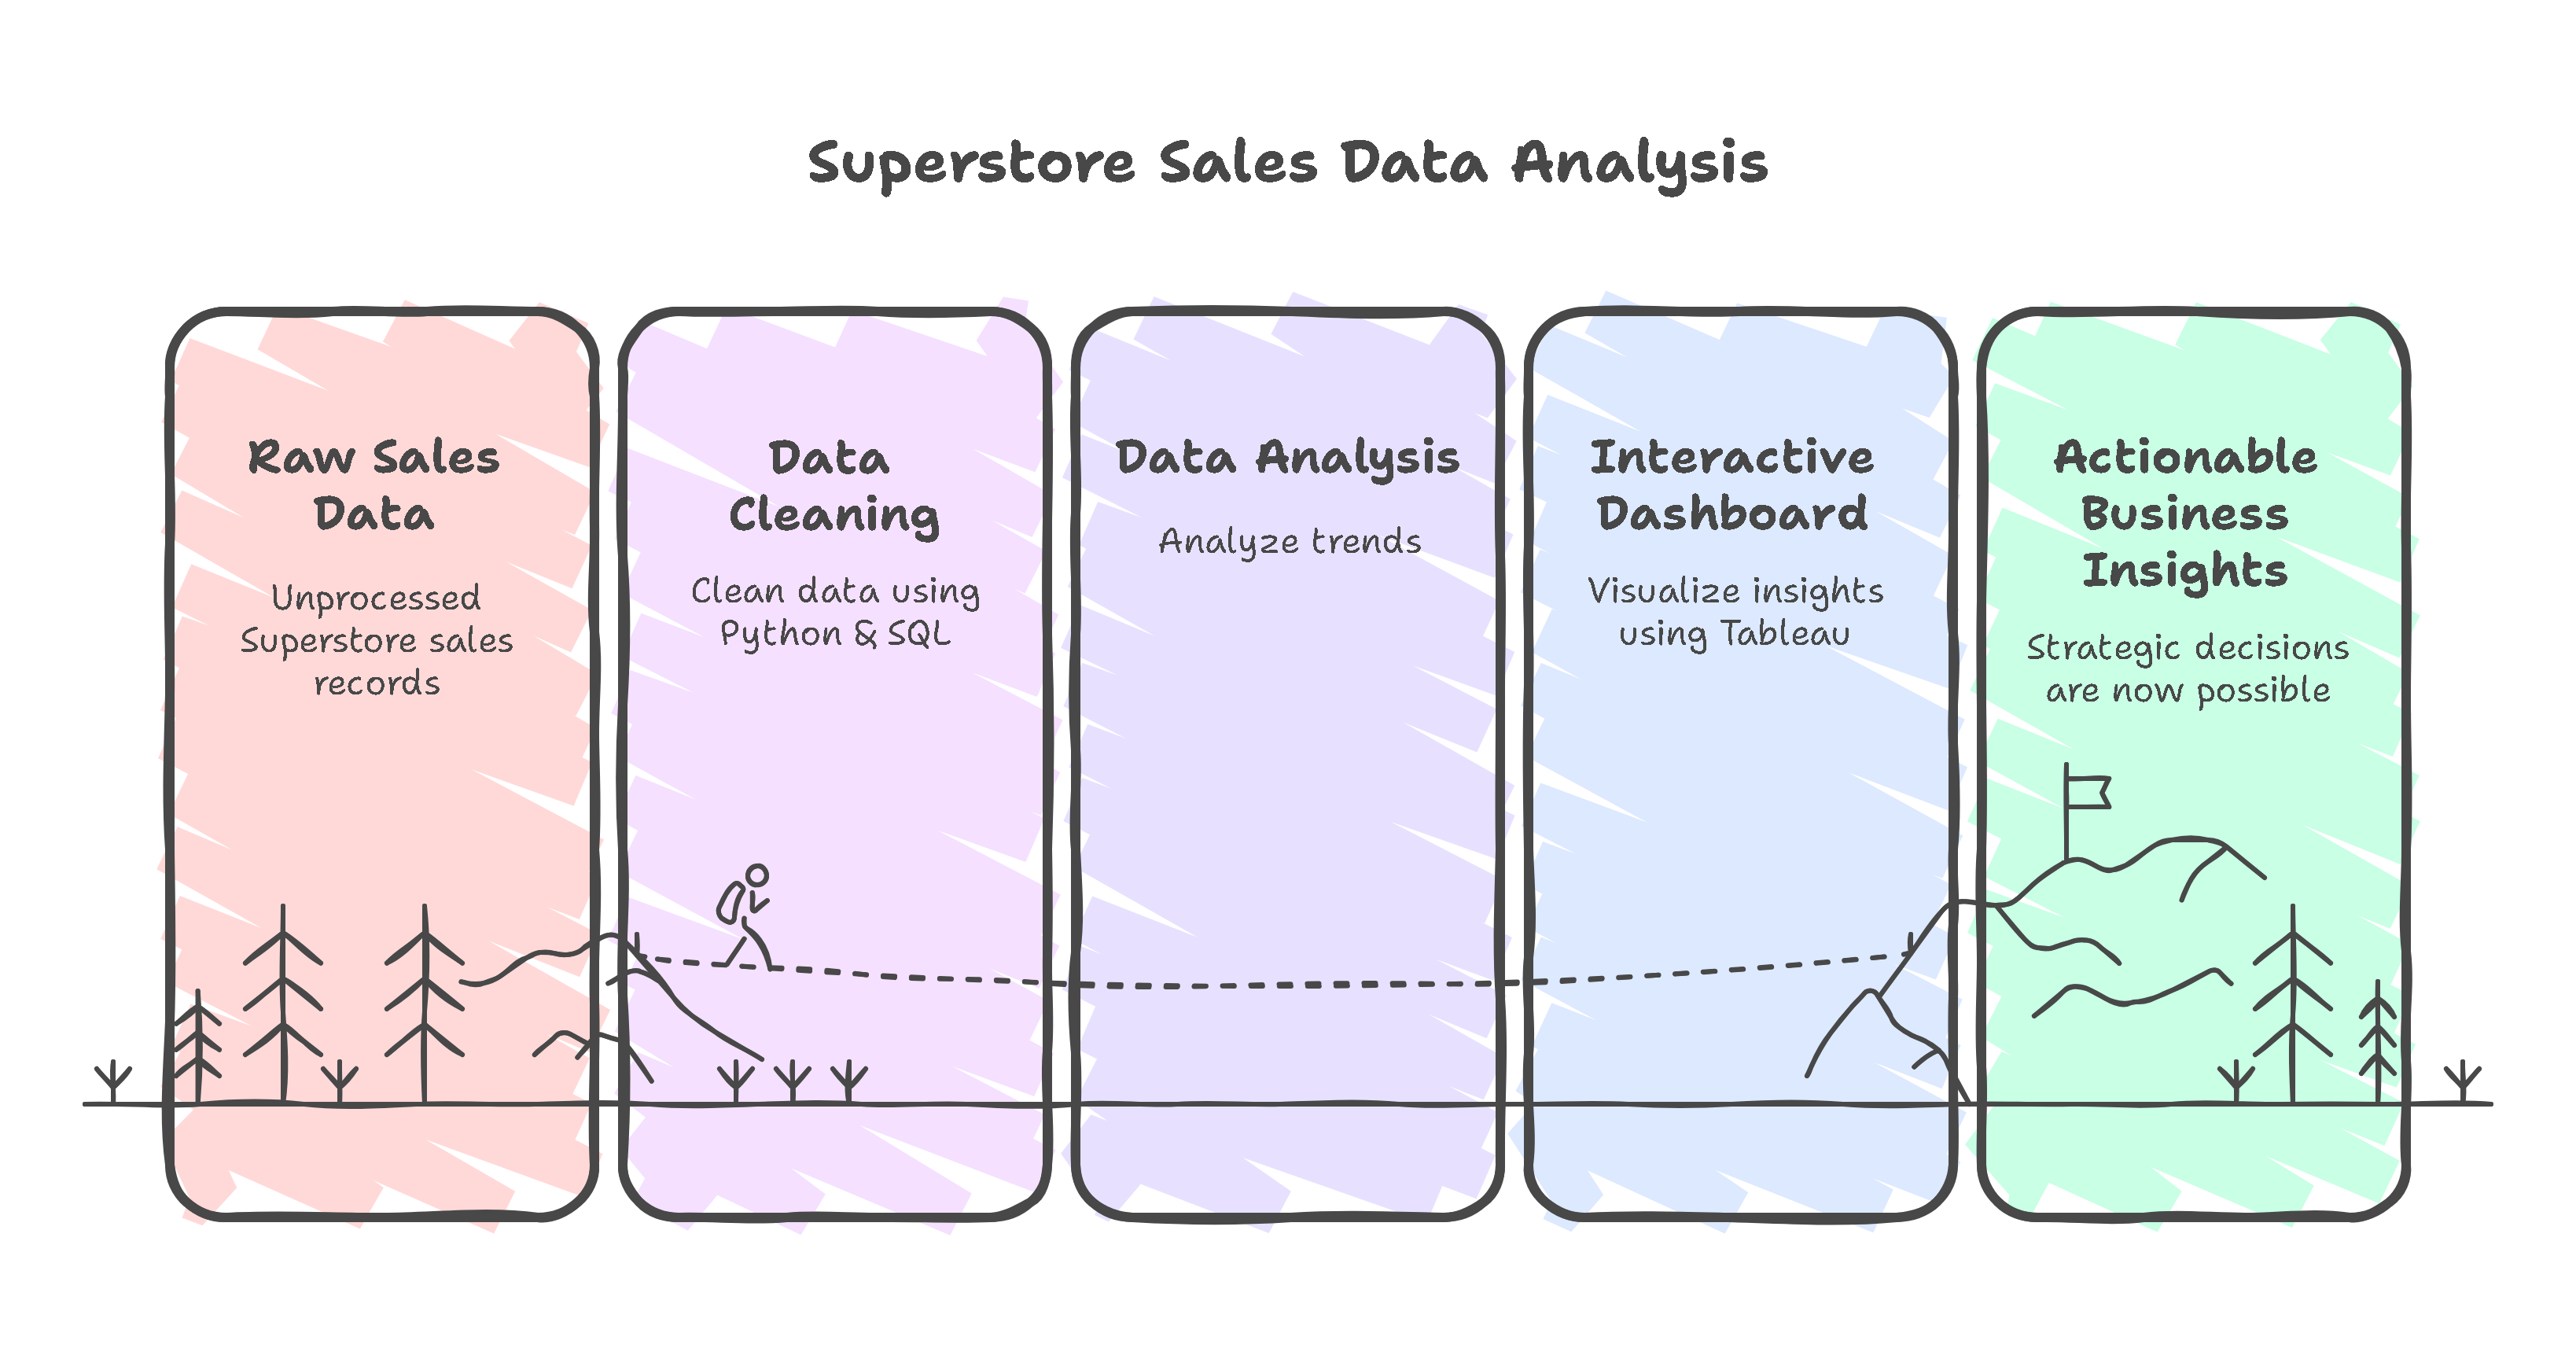 Superstore Sales Data Analysis
Raw Sales
Data
Unprocessed
Superstore sales
records
Data
Cleaning
Clean data using
Python & SQL
Data Analysis
Analyze trends
Interactive
Dashboard
Visualize insights
using Tableau
Actionable
Business
Insights
Strategic decisions
are now possible